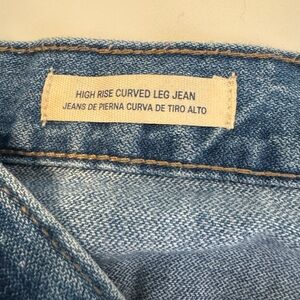 HIGH RISE CURVED LEG JEAN
JEANS DE PIERNA CURVA DE TIRO ALTO